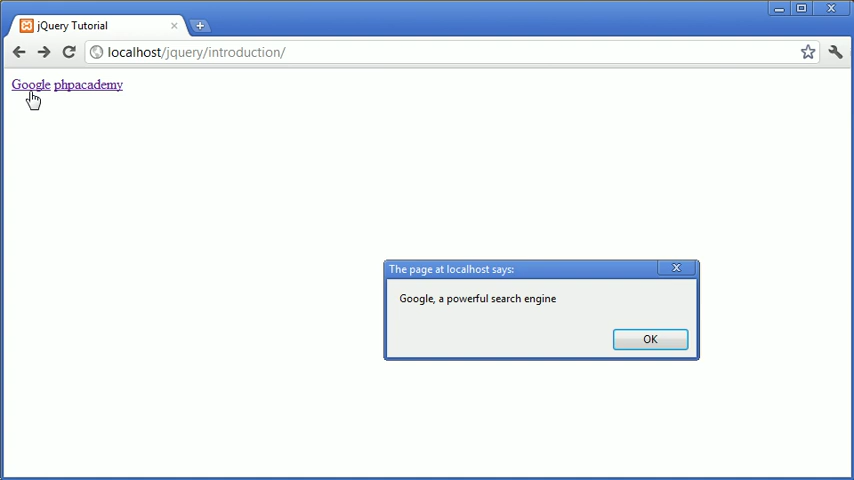 jQuery Tutorial
localhost/jquery/introduction/
Google phpacademy
The page at localhost says:
Google, a powerful search engine
OK